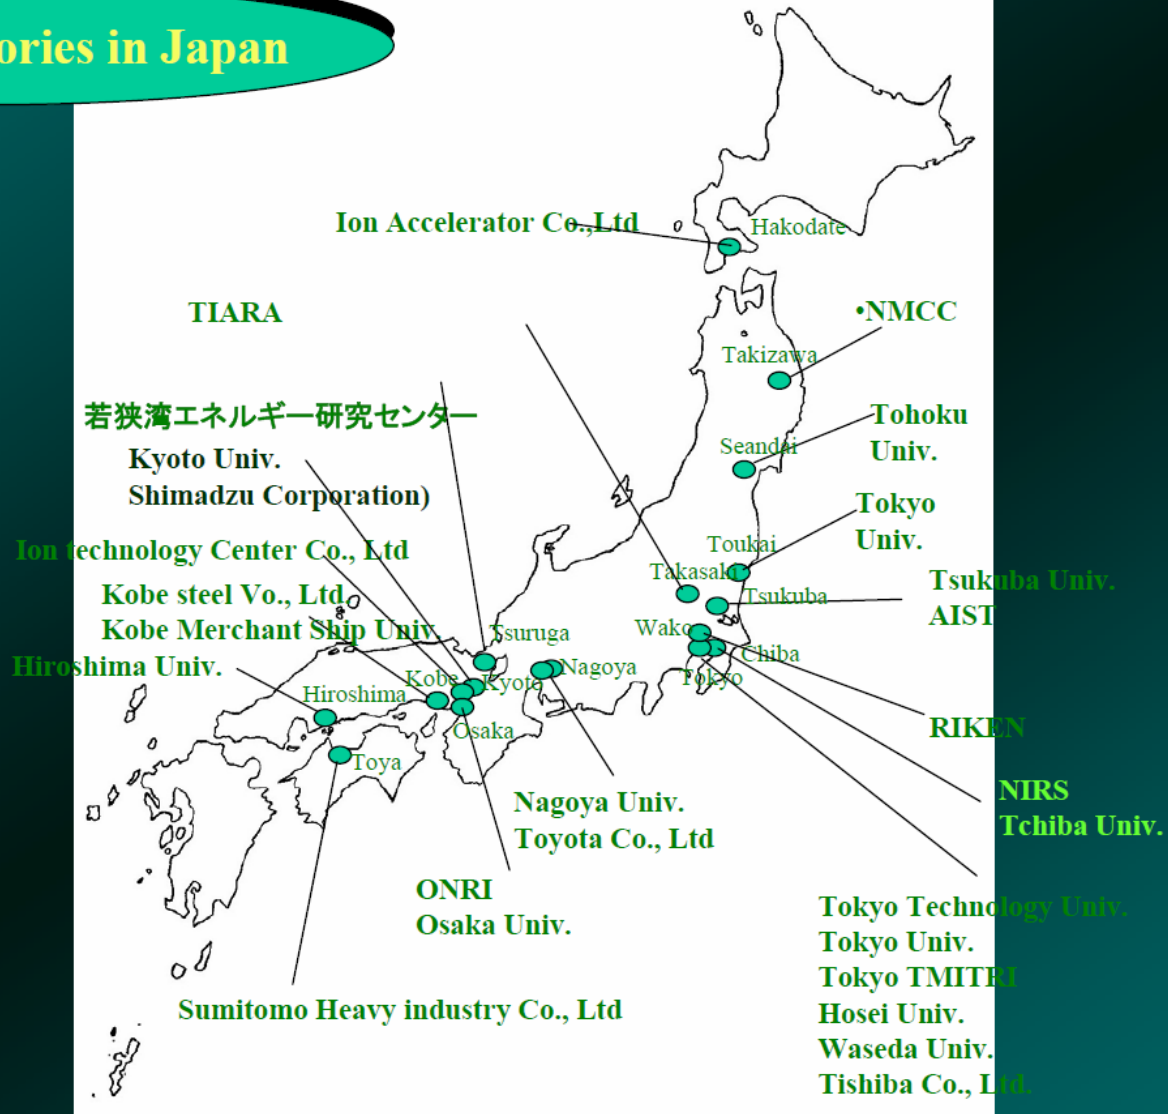 ories in Japan
Ion Accelerator Co.,Ltd
Hakodate
TIARA
•NMCC
Takizawa
若狭湾エネルギー研究センター
Tohoku
Univ.
Seandai
Kyoto Univ.
Shimadzu Corporation)
Tokyo
Univ.
Toukai
Ion technology Center Co., Ltd
Takasaki
Tsukuba Univ.
AIST
Tsukuba
Kobe steel Vo., Ltd.
Kobe Merchant Ship Univ.
Tsuruga
Wako
Chiba
Hiroshima Univ.
Nagoya
Tokyo
Kobe
Kyoto
Hiroshima
Osaka
RIKEN
Toya
NIRS
Tchiba Univ.
Nagoya Univ.
Toyota Co., Ltd
ONRI
Osaka Univ.
Tokyo Technology Univ.
Tokyo Univ.
Tokyo TMITRI
Hosei Univ.
Waseda Univ.
Tishiba Co., Ltd.
Sumitomo Heavy industry Co., Ltd